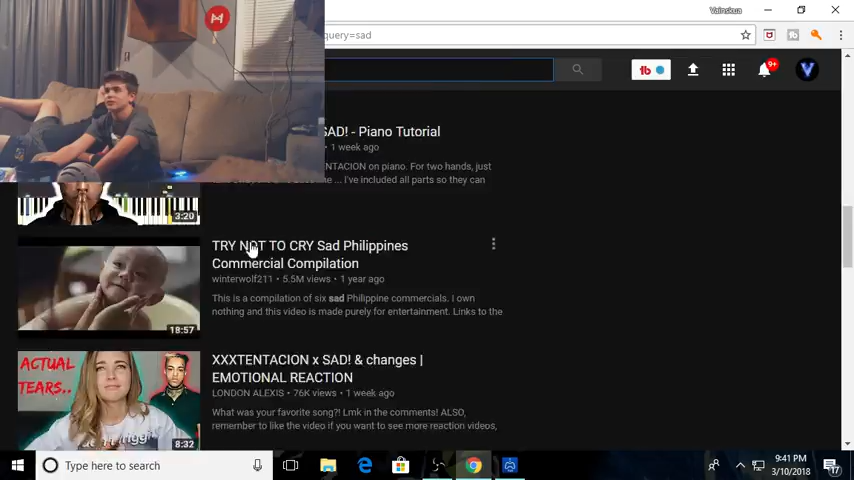 Vainskua
query=sad
9+
V
SAD! - Piano Tutorial
1 week ago
NTACION on piano. For two hands, just
... I've included all parts so they can
3:20
TRY NOT TO CRY Sad Philippines
Commercial Compilation
winterwolf211 • 5.5M views • 1 year ago
This is a compilation of six sad Philippine commercials. I own
nothing and this video is made purely for entertainment. Links to the
18:57
ACTUAL
TEARS..
8:32
XXXTENTACION x SAD! & changes |
EMOTIONAL REACTION
LONDON ALEXIS • 76K views • 1 week ago
What was your favorite song?! Lmk in the comments! ALSO,
remember to like the video if you want to see more reaction videos,
Type here to search
9:41 PM
3/10/2018
17